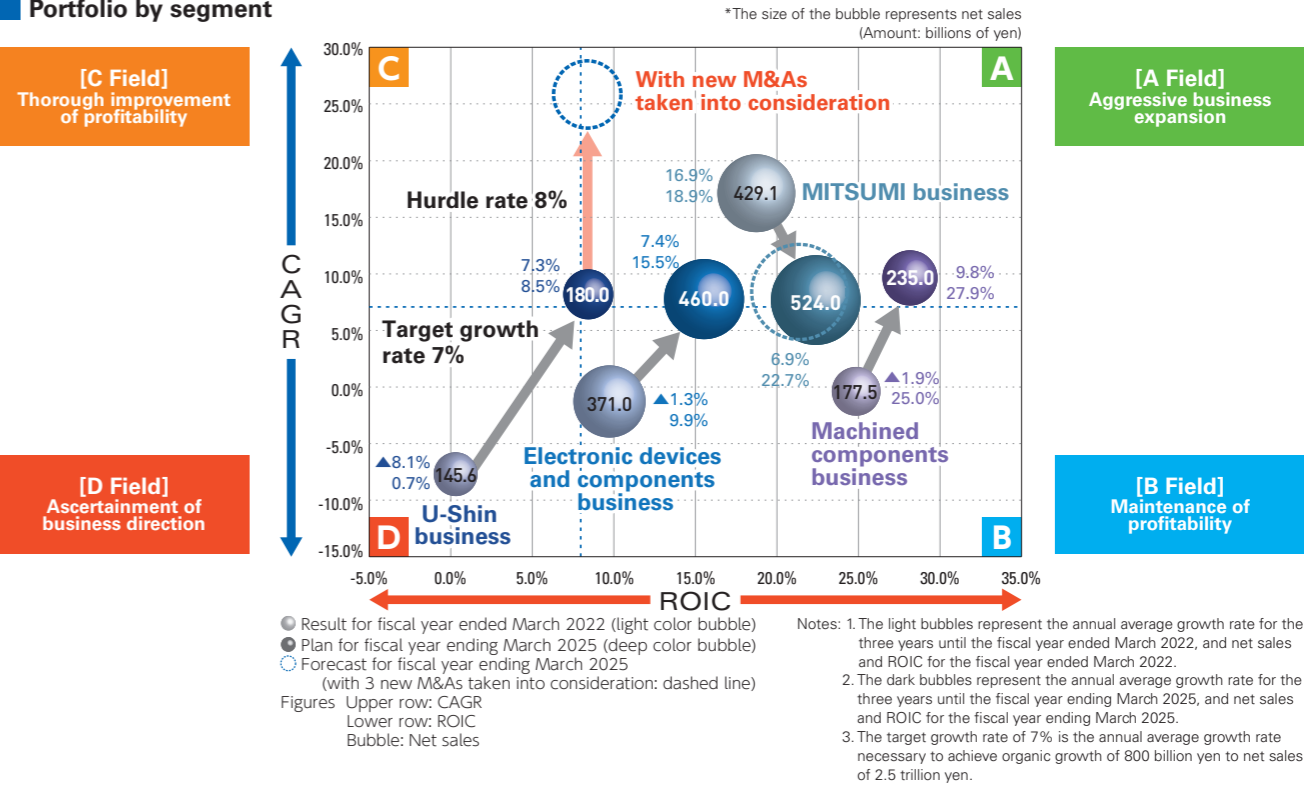 Portfolio by segment
*The size of the bubble represents net sales
(Amount: billions of yen)
[C Field]
Thorough improvement
of profitability
[D Field]
Ascertainment of
business direction
CAGR
30.0%
25.0%
20.0%
15.0%
10.0%
5.0%
0.0%
-5.0%
-10.0%
-15.0%
C
A
With new M&As
taken into consideration
Hurdle rate 8%
16.9%
18.9%
429.1
MITSUMI business
7.3%
8.5%
180.0
7.4%
15.5%
460.0
524.0
6.9%
22.7%
235.0
9.8%
27.9%
Target growth
rate 7%
371.0
▲1.3%
9.9%
Electronic devices
and components
business
177.5
▲1.9%
25.0%
Machined
components
business
▲8.1%
0.7%
145.6
U-Shin
business
D
B
-5.0% 0.0% 5.0% 10.0% 15.0% 20.0% 25.0% 30.0% 35.0%
ROIC
[A Field]
Aggressive business
expansion
[B Field]
Maintenance of
profitability
Result for fiscal year ended March 2022 (light color bubble)
Plan for fiscal year ending March 2025 (deep color bubble)
Forecast for fiscal year ending March 2025
(with 3 new M&As taken into consideration: dashed line)
Figures Upper row: CAGR
Lower row: ROIC
Bubble: Net sales
Notes: 1. The light bubbles represent the annual average growth rate for the
three years until the fiscal year ended March 2022, and net sales
and ROIC for the fiscal year ended March 2022.
2. The dark bubbles represent the annual average growth rate for the
three years until the fiscal year ending March 2025, and net sales
and ROIC for the fiscal year ending March 2025.
3. The target growth rate of 7% is the annual average growth rate
necessary to achieve organic growth of 800 billion yen to net sales
of 2.5 trillion yen.